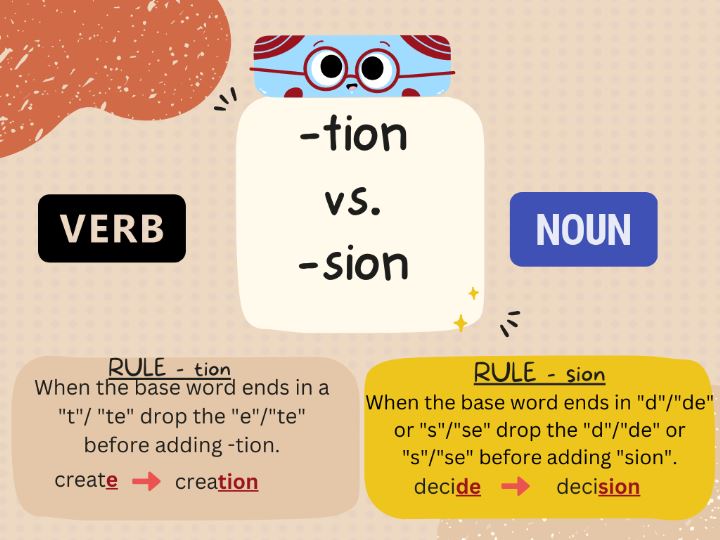 -tion
vs.
-sion
VERB
NOUN
RULE - tion
When the base word ends in a
"t"/ "te" drop the "e"/"te"
before adding -tion.
create creation
RULE - sion
When the base word ends in "d"/"de"
or "s"/"se" drop the "d"/"de" or
"s"/"se" before adding "sion".
decide decision